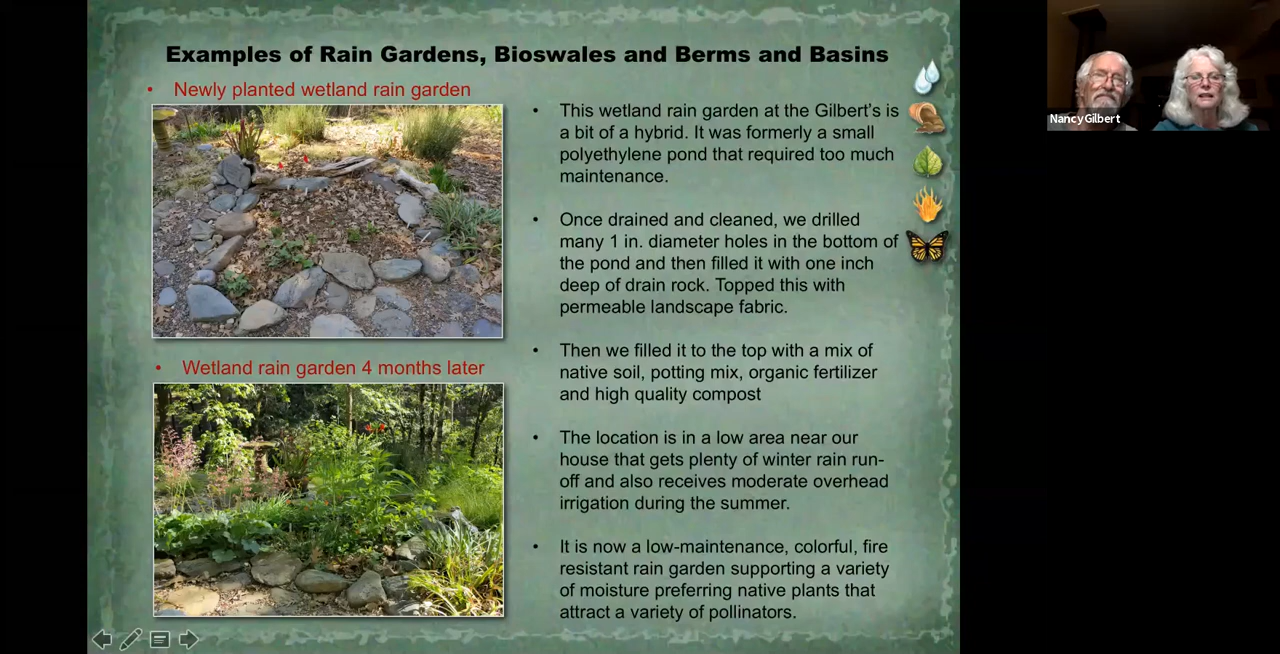 Examples of Rain Gardens, Bioswales and Berms and Basins
• Newly planted wetland rain garden
• Wetland rain garden 4 months later
• This wetland rain garden at the Gilbert's is
a bit of a hybrid. It was formerly a small
polyethylene pond that required too much
maintenance.
• Once drained and cleaned, we drilled
many 1 in. diameter holes in the bottom of
the pond and then filled it with one inch
deep of drain rock. Topped this with
permeable landscape fabric.
• Then we filled it to the top with a mix of
native soil, potting mix, organic fertilizer
and high quality compost
• The location is in a low area near our
house that gets plenty of winter rain run-
off and also receives moderate overhead
irrigation during the summer.
• It is now a low-maintenance, colorful, fire
resistant rain garden supporting a variety
of moisture preferring native plants that
attract a variety of pollinators.
Nancy Gilbert